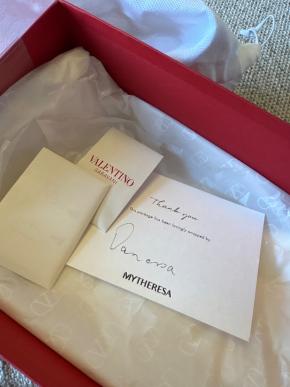 VALENTINO
GARAVANI
Thank you
this package has been lovingly wrapped by
Vanessa
MYTHERESA